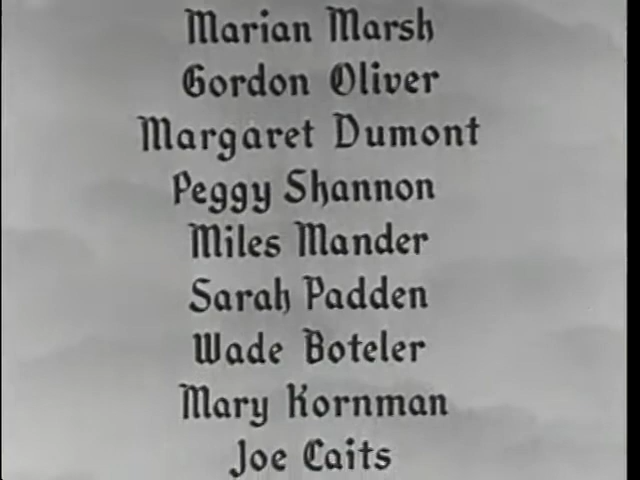 Marian Marsh
Gordon Oliver
Margaret Dumont
Peggy Shannon
Miles Mander
Sarah Padden
Wade Boteler
Mary Kornman
Joe Caits